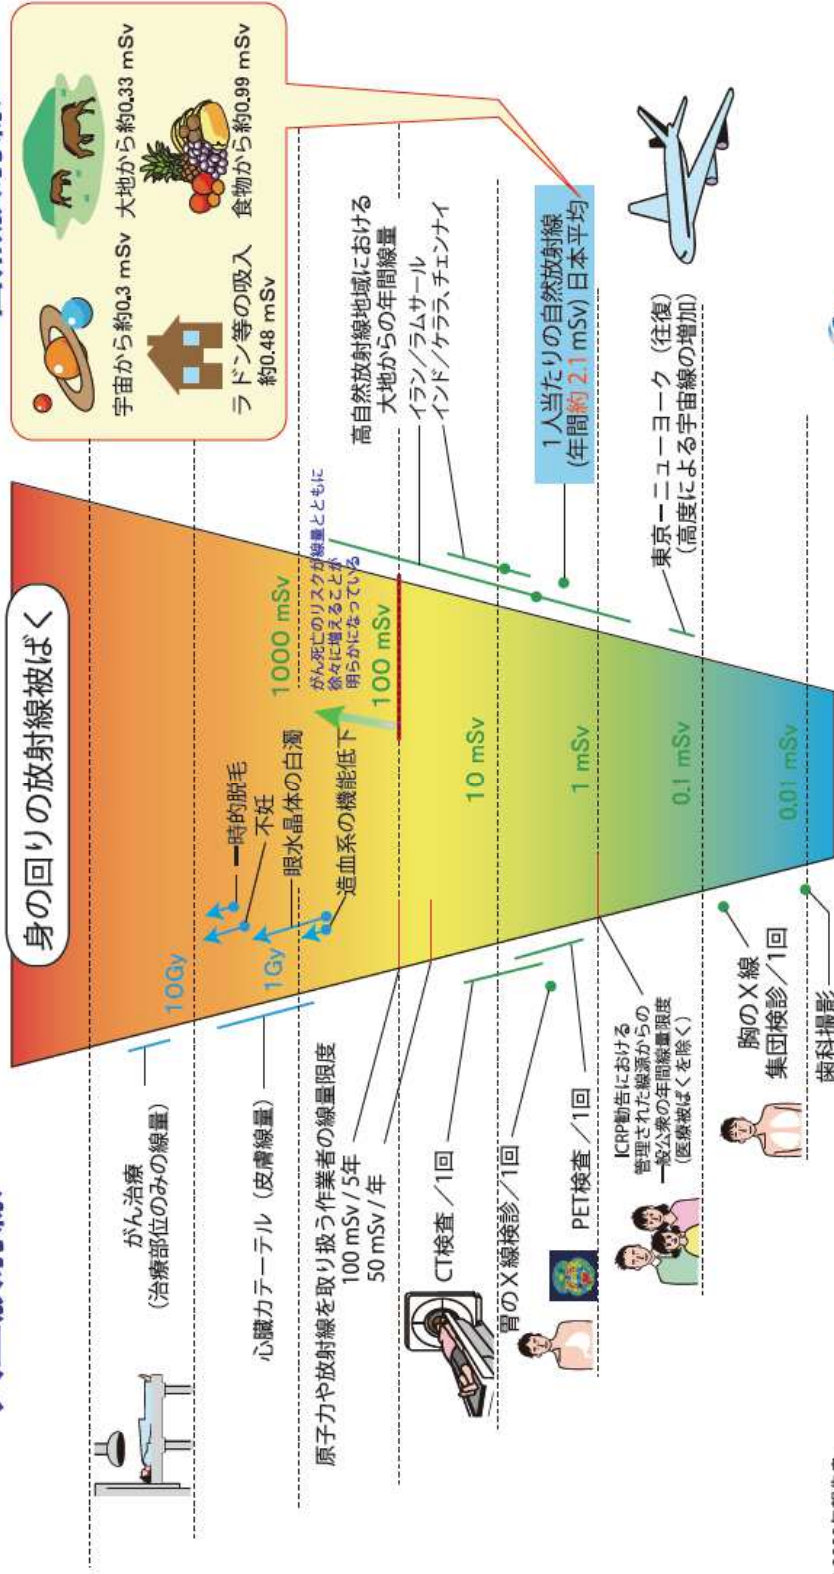 身の回りの放射線被ばく
宇宙から約0.3 mSv
大地から約0.33 mSv
ラドン等の吸入
約0.48 mSv
食物から約0.99 mSv
10Gy
1Gy
一時的脱毛
不妊
眼水晶体の白濁
造血系の機能低下
1000 mSv
がん死亡のリスクが線量とともに
徐々に増えることが
明らかになっている
100 mSv
10 mSv
1 mSv
0.1 mSv
0.01 mSv
がん治療
(治療部位のみの線量)
心臓カテーテル(皮膚線量)
原子力や放射線を取り扱う作業者の線量限度
100 mSv / 5年
50 mSv / 年
CT検査/1回
胃のX線検診/1回
PET検査/1回
ICRP勧告における
管理された線源からの
一般公衆の年間線量限度
(医療被ばくを除く)
胸のX線
集団検診/1回
歯科撮影
高自然放射線地域における
大地からの年間線量
イラン/ラムサール
インド/ケララ、チェンナイ
1人当たりの自然放射線
(年間約 2.1 mSv) 日本平均
東京ーニューヨーク(往復)
(高度による宇宙線の増加)